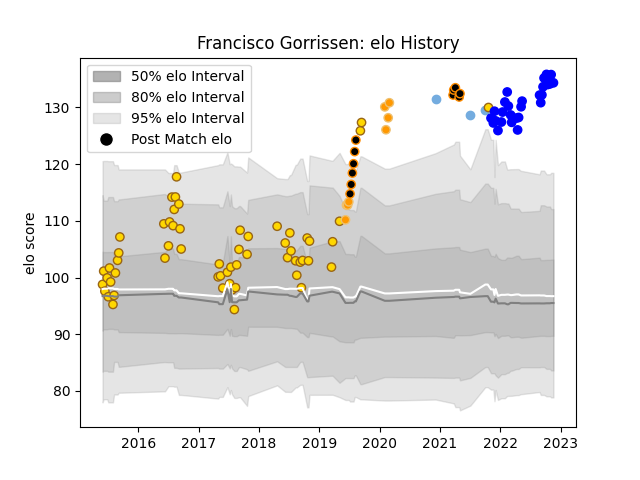 Francisco Gorrissen: elo History
50% elo Interval
80% elo Interval
95% elo Interval
Post Match elo
elo score
130
120
110
100
90
80
2016
2017
2018
2019
2020
2021
2022
2023